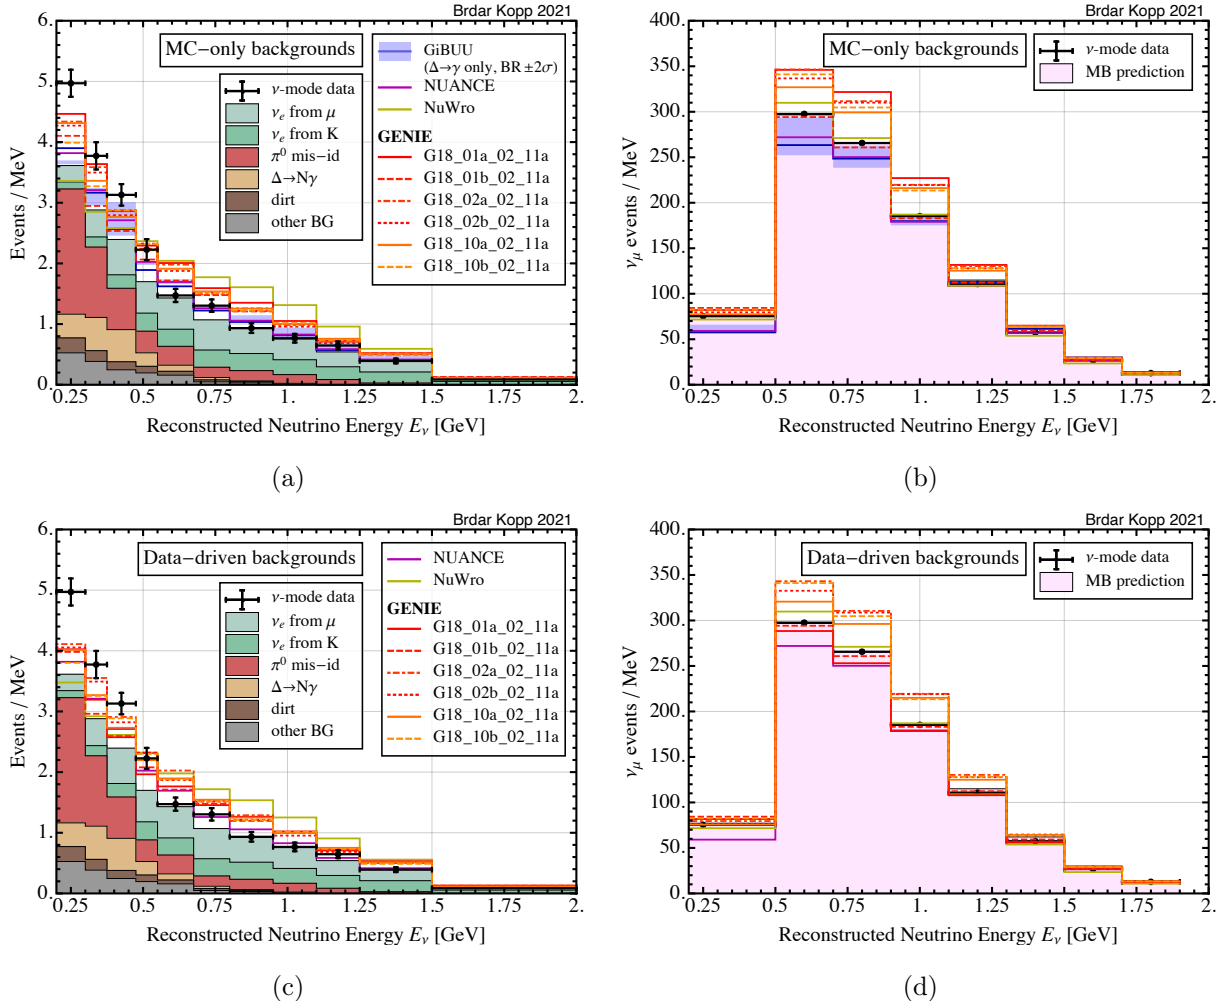 Brdar Kopp 2021
MC−only backgrounds
ν−mode data
νe from μ
νe from K
π0 mis−id
Δ→Nγ
dirt
other BG
GiBUU
(Δ→γ only, BR ±2σ)
NUANCE
NuWro
GENIE
G18_01a_02_11a
G18_01b_02_11a
G18_02a_02_11a
G18_02b_02_11a
G18_10a_02_11a
G18_10b_02_11a
Events / MeV
6.
5.
4.
3.
2.
1.
0.
0.25 0.5 0.75 1. 1.25 1.5 1.75 2.
Reconstructed Neutrino Energy Eν [GeV]
(a)
Brdar Kopp 2021
MC−only backgrounds
ν−mode data
MB prediction
νμ events / MeV
400.
350.
300.
250.
200.
150.
100.
50.
0.
0.25 0.5 0.75 1. 1.25 1.5 1.75 2.
Reconstructed Neutrino Energy Eν [GeV]
(b)
Brdar Kopp 2021
Data−driven backgrounds
ν−mode data
νe from μ
νe from K
π0 mis−id
Δ→Nγ
dirt
other BG
NUANCE
NuWro
GENIE
G18_01a_02_11a
G18_01b_02_11a
G18_02a_02_11a
G18_02b_02_11a
G18_10a_02_11a
G18_10b_02_11a
Events / MeV
6.
5.
4.
3.
2.
1.
0.
0.25 0.5 0.75 1. 1.25 1.5 1.75 2.
Reconstructed Neutrino Energy Eν [GeV]
(c)
Brdar Kopp 2021
Data−driven backgrounds
ν−mode data
MB prediction
νμ events / MeV
400.
350.
300.
250.
200.
150.
100.
50.
0.
0.25 0.5 0.75 1. 1.25 1.5 1.75 2.
Reconstructed Neutrino Energy Eν [GeV]
(d)